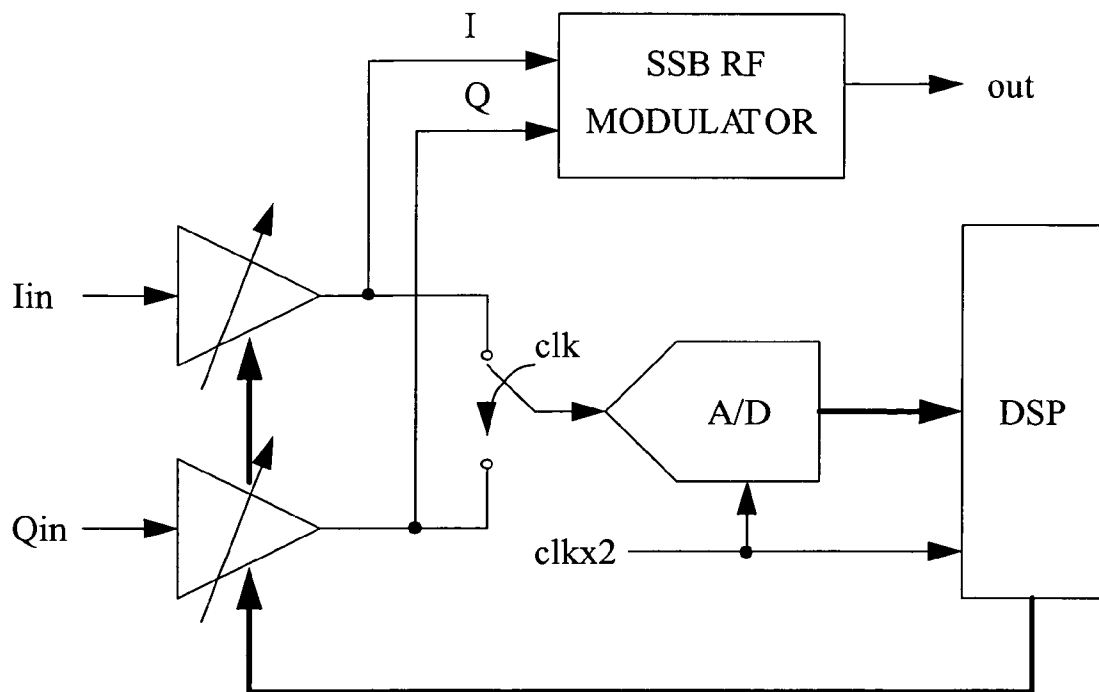 I
SSB RF
MODULATOR
out
Q
Iin
clk
A/D
DSP
Qin
clkx2